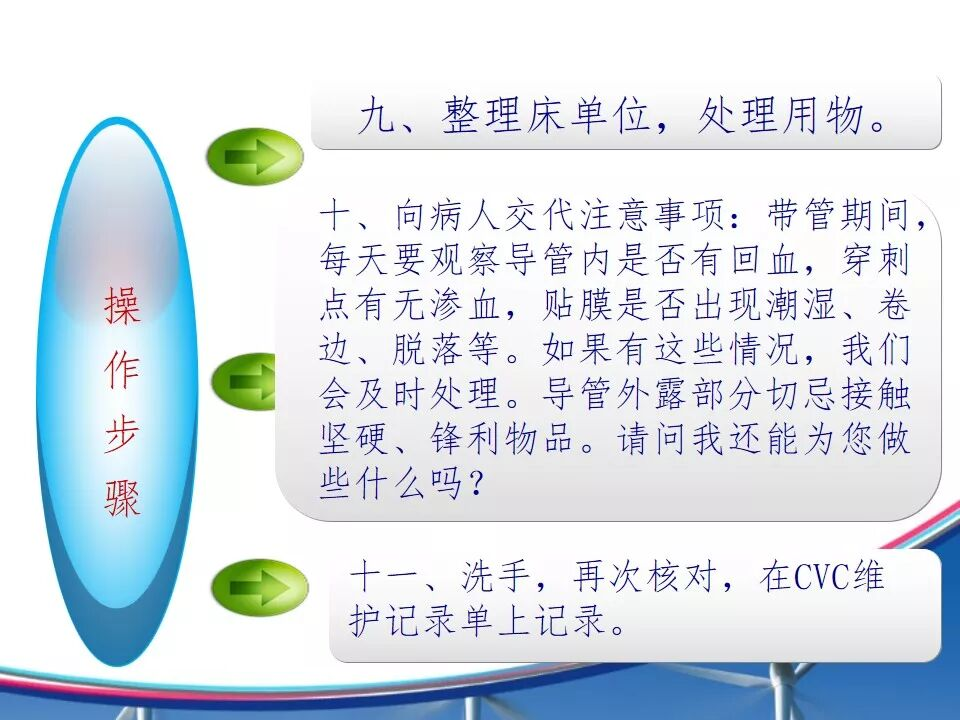 操
作
步
骤
九、整理床单位，处理用物。
十、向病人交代注意事项：带管期间，
每天要观察导管内是否有回血，穿刺
点有无渗血，贴膜是否出现潮湿、卷
边、脱落等。如果有这些情况，我们
会及时处理。导管外露部分切忌接触
坚硬、锋利物品。请问我还能为您做
些什么吗？
十一、洗手，再次核对，在CVC维
护记录单上记录。